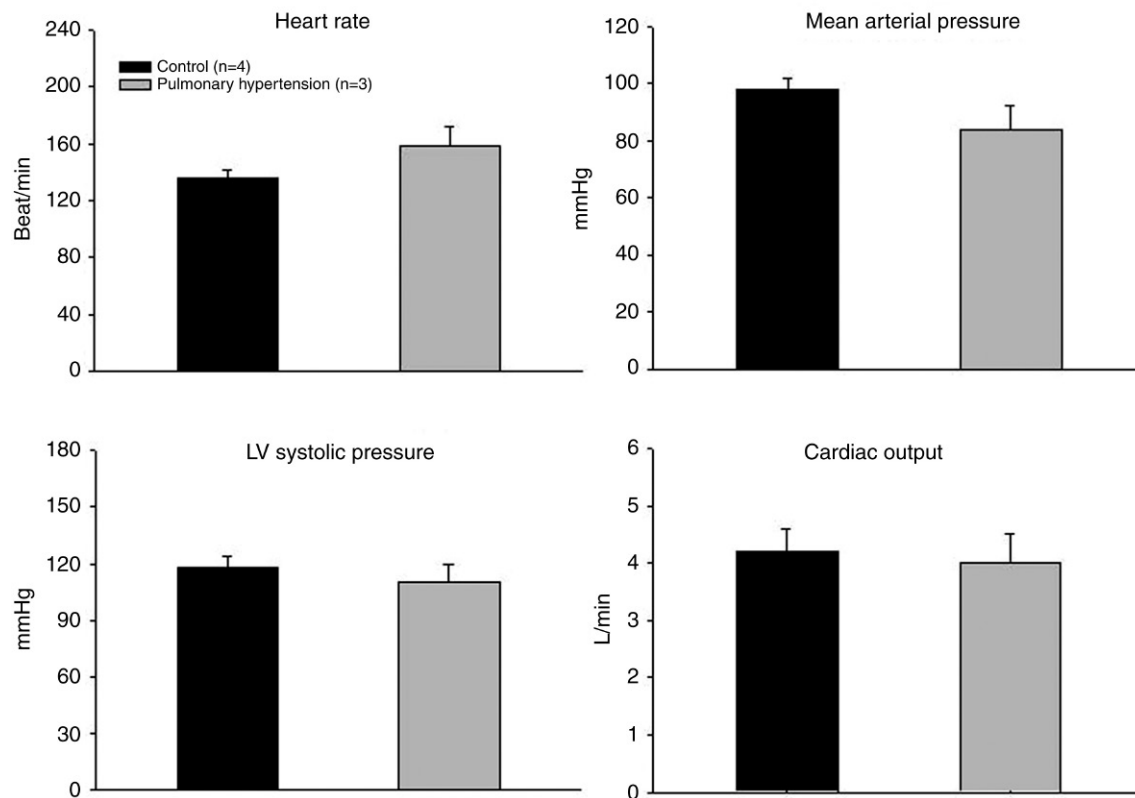 Heart rate
240
200
160
120
80
40
0
Beat/min
Control (n=4)
Pulmonary hypertension (n=3)
Mean arterial pressure
120
100
80
60
40
20
0
mmHg
LV systolic pressure
180
150
120
90
60
30
0
mmHg
Cardiac output
6
5
4
3
2
1
0
L/min